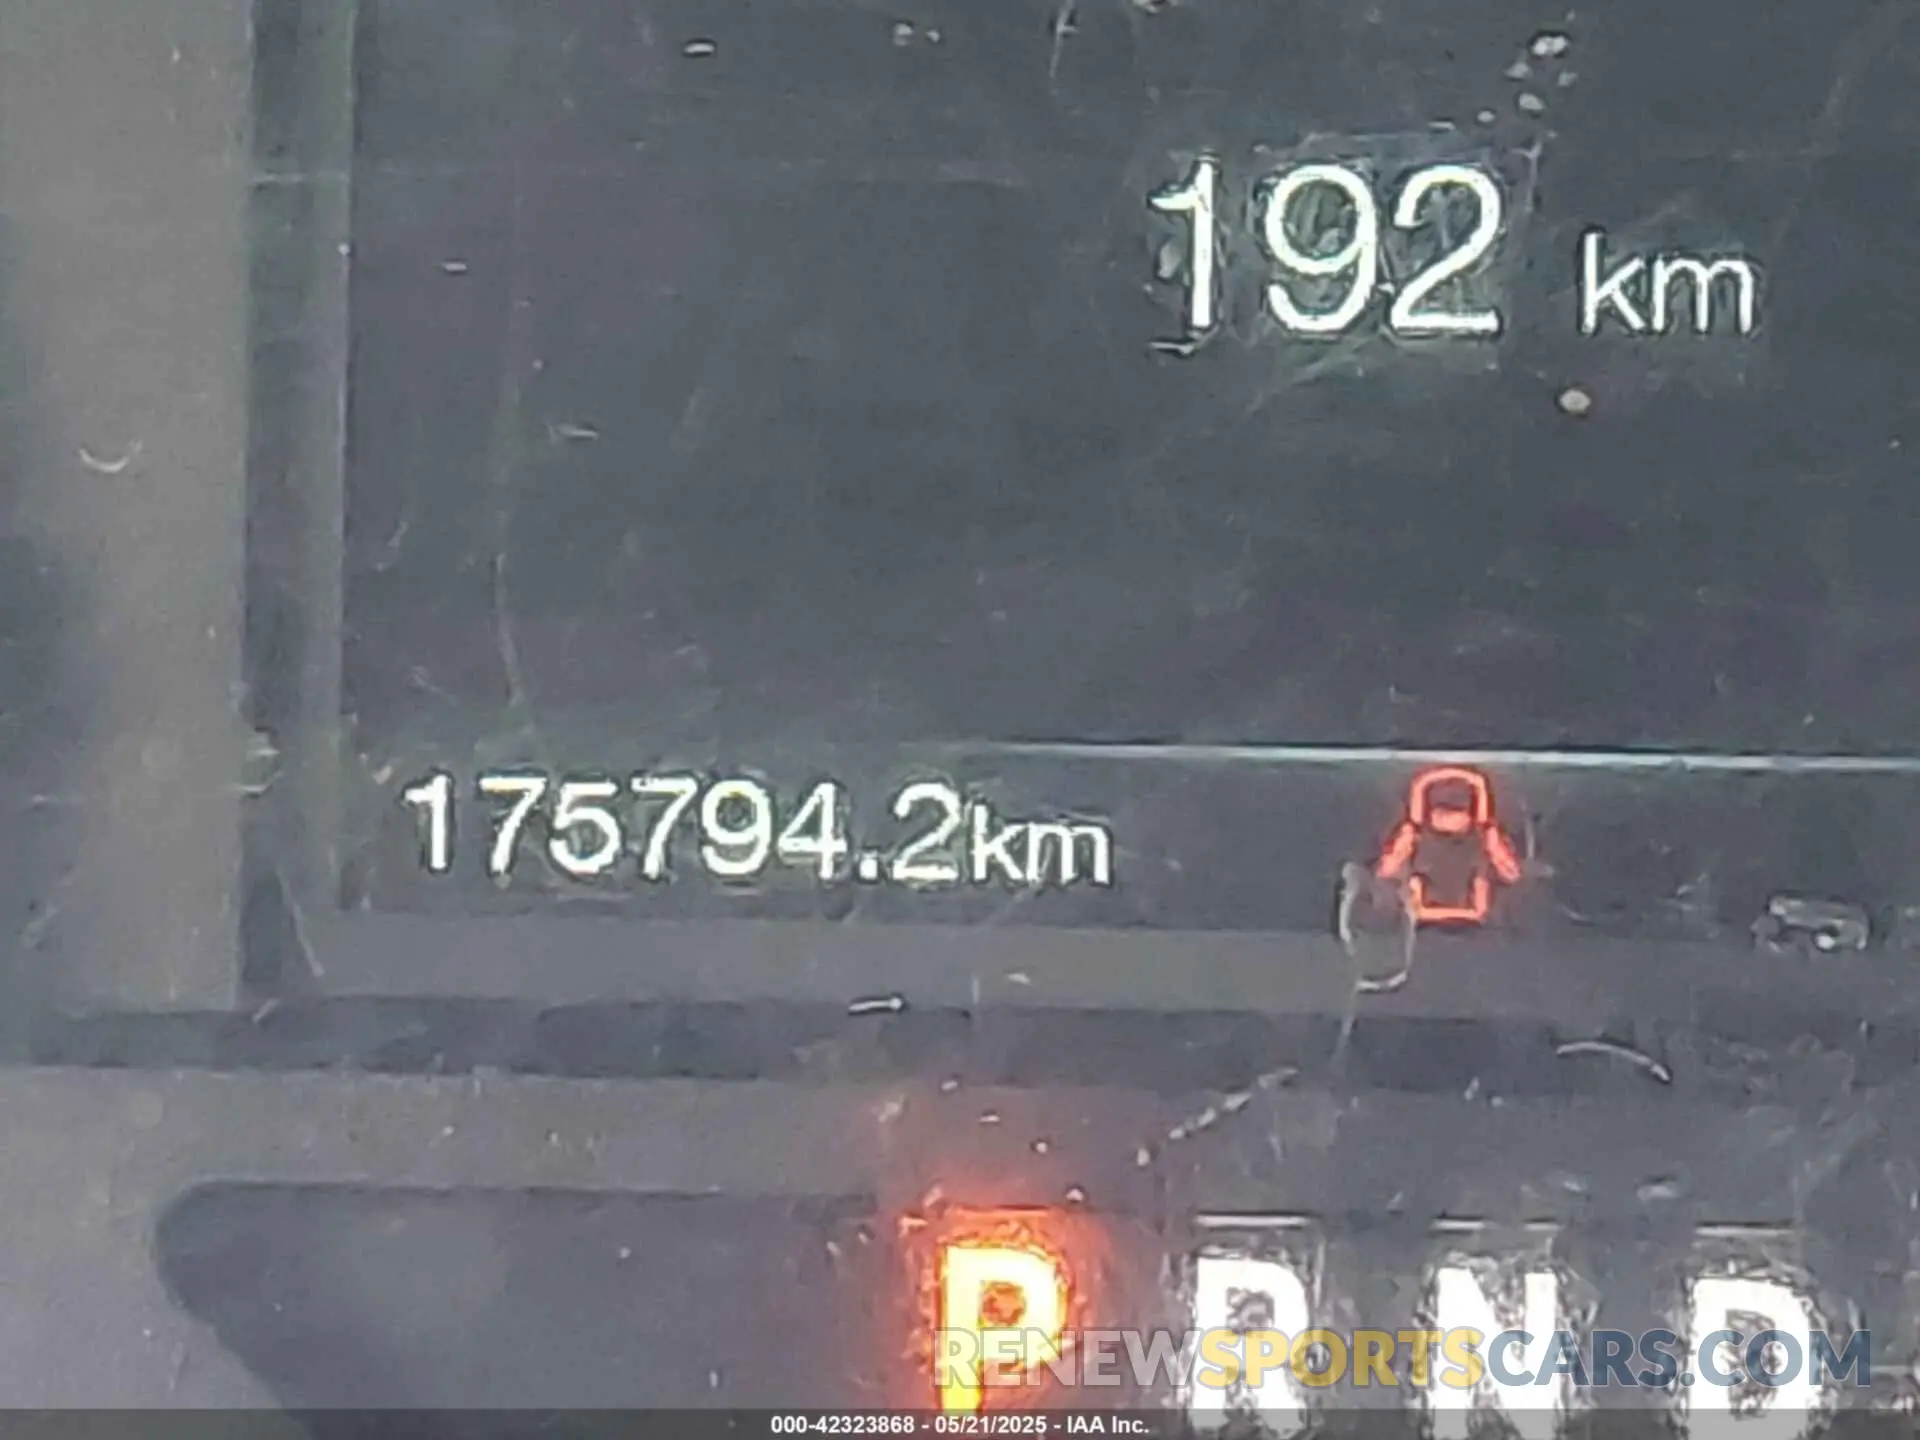 192 km
175794.2km
P R N D
RENEWSPORTSCARS.COM
000-42323868 - 05/21/2025 - IAA Inc.